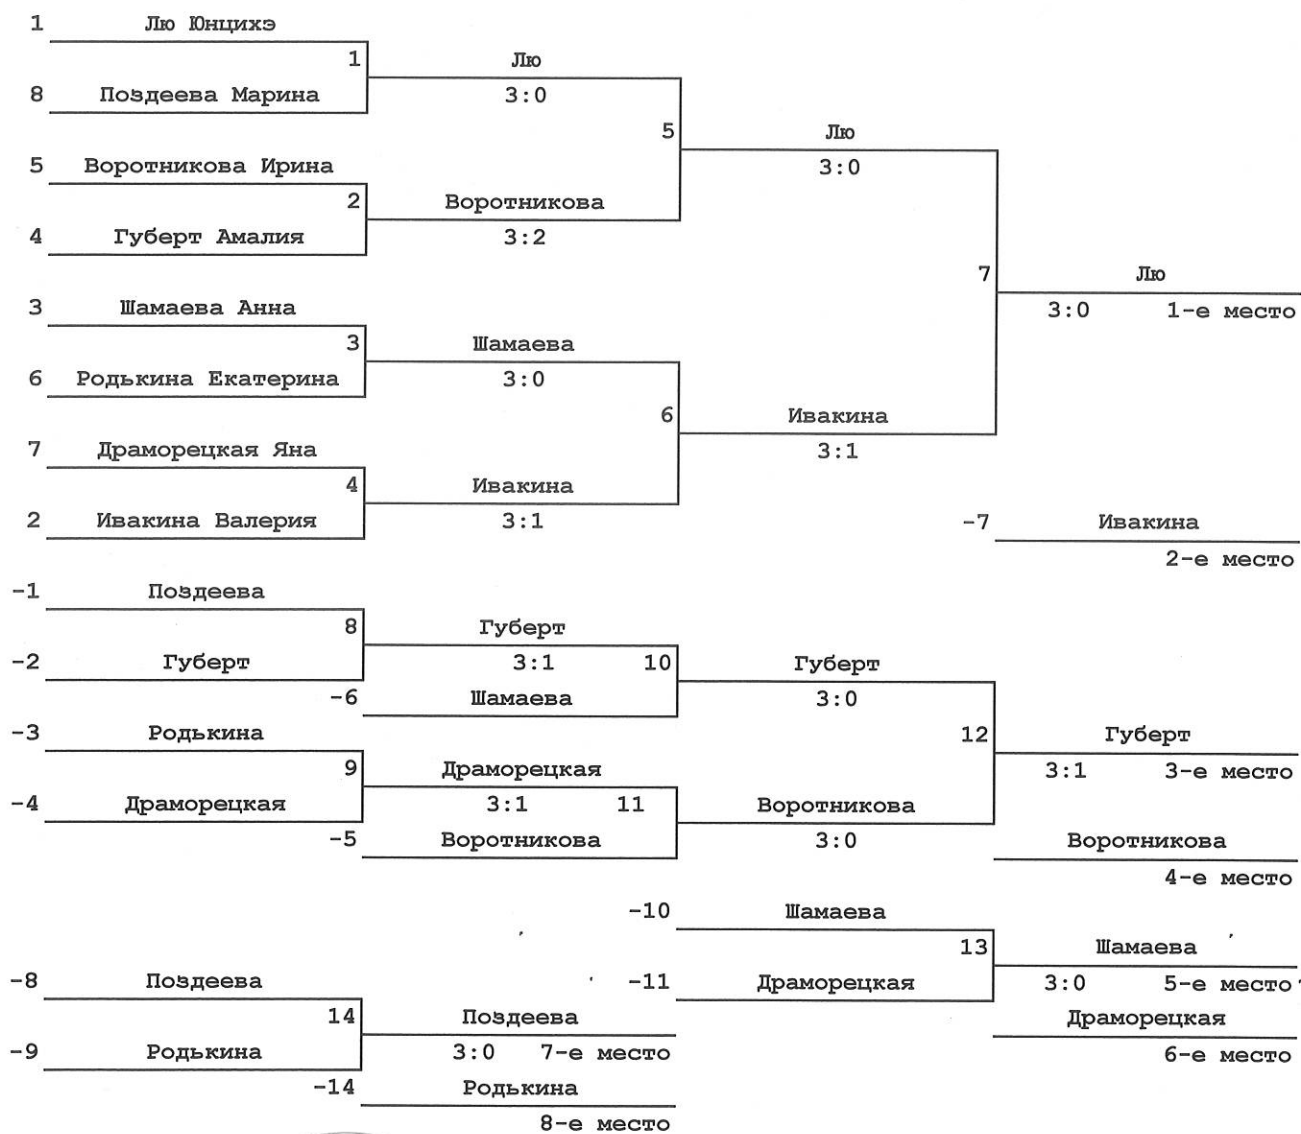 1 Лю Юнцихэ
1 Лю
8 Поздеева Марина 3:0
5 Лю
5 Воротникова Ирина 3:0
2 Воротникова
4 Губерт Амалия 3:2
7 Лю
3 Шамаева Анна 3:0 1-е место
3 Шамаева
6 Родькина Екатерина 3:0
6 Ивакина
7 Драморецкая Яна 3:1
4 Ивакина
2 Ивакина Валерия 3:1 -7 Ивакина
2-е место
-1 Поздеева
8 Губерт
-2 Губерт 3:1 10 Губерт
-6 Шамаева 3:0
-3 Родькина 12 Губерт
9 Драморецкая 3:1 3-е место
-4 Драморецкая 3:1 11 Воротникова
-5 Воротникова 3:0 Воротникова
4-е место
-10 Шамаева
13 Шамаева
-8 Поздеева -11 Драморецкая 3:0 5-е место
14 Поздеева Драморецкая
-9 Родькина 3:0 7-е место 6-е место
-14 Родькина
8-е место